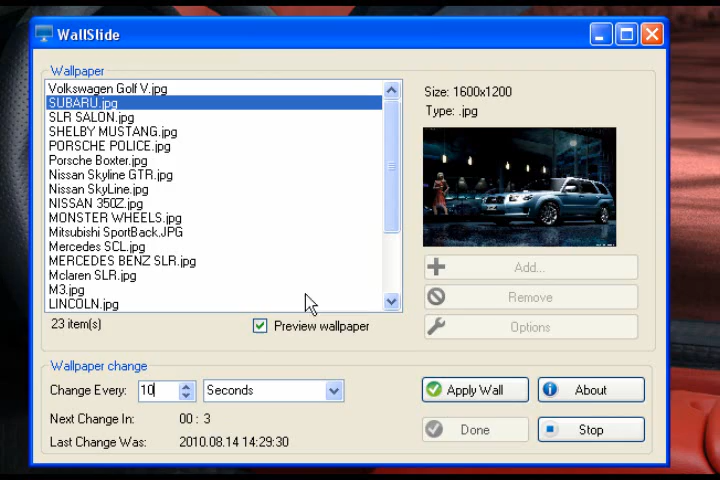 WallSlide
Wallpaper
Volkswagen Golf V.jpg
SUBARU.jpg
SLR SALON.jpg
SHELBY MUSTANG.jpg
PORSCHE POLICE.jpg
Porsche Boxter.jpg
Nissan Skyline GTR.jpg
Nissan SkyLine.jpg
NISSAN 350Z.jpg
MONSTER WHEELS.jpg
Mitsubishi SportBack.JPG
Mercedes SCL.jpg
MERCEDES BENZ SLR.jpg
Mclaren SLR.jpg
M3.jpg
LINCOLN.jpg
23 item(s)
Preview wallpaper
Size: 1600x1200
Type: .jpg
Add...
Remove
Options
Wallpaper change
Change Every: 10 Seconds
Next Change In: 00 : 3
Last Change Was: 2010.08.14 14:29:30
Apply Wall
About
Done
Stop